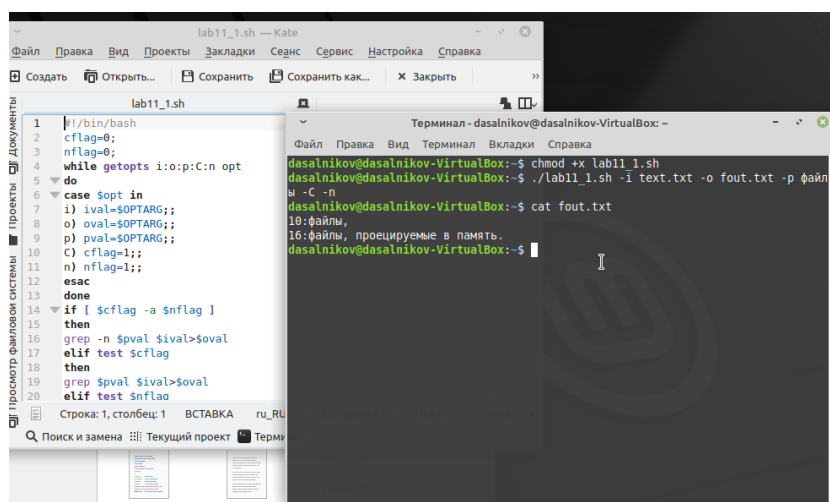 lab11_1.sh — Kate
Файл Правка Вид Проекты Закладки Сеанс Сервис Настройка Справка
Создать Открыть... Сохранить Сохранить как... Закрыть »
lab11_1.sh
Документы
Проекты
Просмотр файловой системы
1 #!/bin/bash
2 cflag=0;
3 nflag=0;
4 while getopts i:o:p:C:n opt
5 do
6 case $opt in
7 i) ival=$OPTARG;;
8 o) oval=$OPTARG;;
9 p) pval=$OPTARG;;
10 C) cflag=1;;
11 n) nflag=1;;
12 esac
13 done
14 if [ $cflag -a $nflag ]
15 then
16 grep -n $pval $ival>$oval
17 elif test $cflag
18 then
19 grep $pval $ival>$oval
20 elif test $nflag
Строка: 1, столбец: 1 ВСТАВКА ru_RU
Поиск и замена Текущий проект Терми
Терминал - dasalnikov@dasalnikov-VirtualBox: ~
Файл Правка Вид Терминал Вкладки Справка
dasalnikov@dasalnikov-VirtualBox:~$ chmod +x lab11_1.sh
dasalnikov@dasalnikov-VirtualBox:~$ ./lab11_1.sh -i text.txt -o fout.txt -p файл
ы -C -n
dasalnikov@dasalnikov-VirtualBox:~$ cat fout.txt
10:файлы,
16:файлы, проецируемые в память.
dasalnikov@dasalnikov-VirtualBox:~$